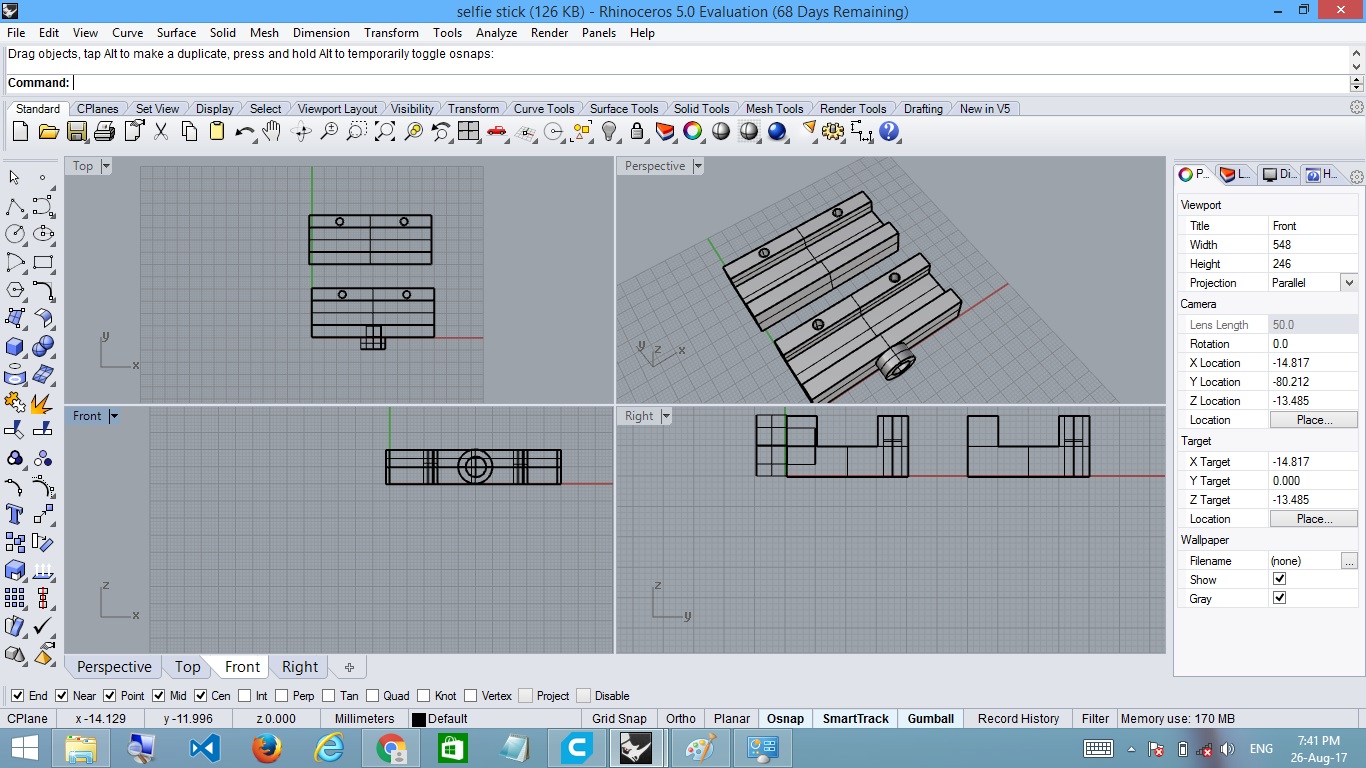 selfie stick (126 KB) - Rhinoceros 5.0 Evaluation (68 Days Remaining)
File Edit View Curve Surface Solid Mesh Dimension Transform Tools Analyze Render Panels Help
Drag objects, tap Alt to make a duplicate, press and hold Alt to temporarily toggle osnaps:
Command:
Standard CPlanes Set View Display Select Viewport Layout Visibility Transform Curve Tools Surface Tools Solid Tools Mesh Tools Render Tools Drafting New in V5
Top
y
x
Perspective
y z x
Front
z
x
Right
z
y
P... L... Di... H...
Viewport
Title Front
Width 548
Height 246
Projection Parallel
Camera
Lens Length 50.0
Rotation 0.0
X Location -14.817
Y Location -80.212
Z Location -13.485
Location Place...
Target
X Target -14.817
Y Target 0.000
Z Target -13.485
Location Place...
Wallpaper
Filename (none) ...
Show
Gray
Perspective Top Front Right
End Near Point Mid Cen Int Perp Tan Quad Knot Vertex Project Disable
CPlane x -14.129 y -11.996 z 0.000 Millimeters Default Grid Snap Ortho Planar Osnap SmartTrack Gumball Record History Filter Memory use: 170 MB
ENG
7:41 PM
26-Aug-17